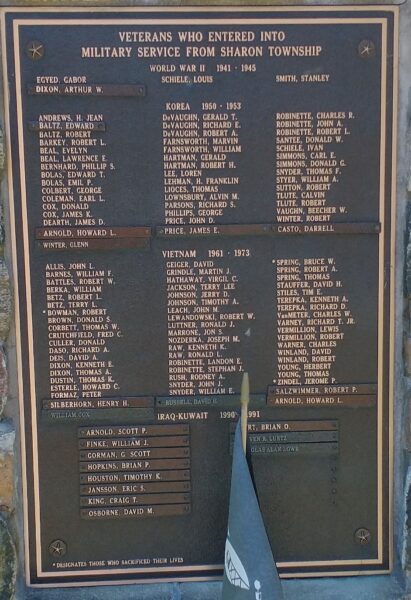 VETERANS WHO ENTERED INTO
MILITARY SERVICE FROM SHARON TOWNSHIP
WORLD WAR II 1941-1945
EGYED, GABOR
DIXON, ARTHUR W.
SCHIELE, LOUIS
SMITH, STANLEY
KOREA 1950-1953
ANDREWS, H. JEAN
BALTZ, EDWARD
BALTZ, ROBERT
BARKEY, ROBERT L.
BEAL, EVELYN
BEAL, LAWRENCE E.
BERNHARD, PHILLIP S.
BOLAS, EDWARD T.
BOLAS, EMIL P.
COLBERT, GEORGE
COLEMAN, EARL L.
COX, DONALD
COX, JAMES K.
DEARTH, JAMES D.
ARNOLD, HOWARD L.
WINTER, GLENN
DeVAUGHN, GERALD T.
DeVAUGHN, RICHARD E.
DeVAUGHN, ROBERT A.
FARNSWORTH, MARVIN
FARNSWORTH, WILLIAM
HARTMAN, GERALD
HARTMAN, ROBERT H.
LEE, LOREN
LEHMAN, H. FRANKLIN
LIOCES, THOMAS
LOWNSBURY, ALVIN M.
PARSONS, RICHARD S.
PHILLIPS, GEORGE
PRICE, JOHN D.
PRICE, JAMES E.
ROBINETTE, CHARLES R.
ROBINETTE, JOHN A.
ROBINETTE, ROBERT L.
SANTEE, DONALD W.
SCHIELE, IVAN
SIMMONS, CARL E.
SIMMONS, DONALD G.
SNYDER, THOMAS F.
STYER, WILLIAM A.
SUTTON, ROBERT
TLUTE, CALVIN
TLUTE, ROBERT
VAUGHN, BEECHER W.
WINTER, ROBERT
CASTO, DARRELL
VIETNAM 1961-1973
ALLIS, JOHN L.
BARNES, WILLIAM F.
BATTLES, ROBERT W.
BERKA, WILLIAM
BETZ, ROBERT L.
BETZ, TERRY L.
*BOWMAN, ROBERT
BROWN, DONALD S.
CORBETT, THOMAS W.
CRUTCHFIELD, FRED C.
CULLER, DONALD
DASO, RICHARD A.
DEIS, DAVID A.
DIXON, KENNETH E.
DIXON, THOMAS A.
DUSTIN, THOMAS K.
ESTERLE, HOWARD C.
FORMAZ, PETER
SILBERHORN, HENRY H.
WILLIAM COX
GEIGER, DAVID
GRINDLE, MARTIN J.
HATHAWAY, VIRGIL C.
JACKSON, TERRY LEE
JOHNSON, JERRY D.
JOHNSON, TIMOTHY A.
LEACH, JOHN M.
LEWANDOWSKI, ROBERT W.
LUTTNER, RONALD J.
MARRONE, JON S.
NOZDERKA, JOSEPH M.
RAW, KENNETH K.
RAW, RONALD L.
ROBINETTE, LANDON E.
ROBINETTE, STEPHAN J.
RUSH, RODNEY A.
SNYDER, JOHN J.
SNYDER, WILLIAM E.
RUSSELL, DAVID
*SPRING, BRUCE W.
SPRING, ROBERT A.
SPRING, THOMAS
STAUFFER, DAVID H.
STILES, TIM E.
TEREPKA, KENNETH A.
TEREPKA, RICHARD D.
VanMETER, CHARLES W.
VARNEY, RICHARD T. JR.
VERMILLION, LEWIS
VERMILLION, ROBERT
WARNER, CHARLES
WINLAND, DAVID
WINLAND, ROBERT
YOUNG, HERBERT
YOUNG, THOMAS
*ZINDEL, JEROME P.
SALZWIMMER, ROBERT P.
ARNOLD, HOWARD L.
IRAQ-KUWAIT 1990 1991
ARNOLD, SCOTT P.
FINKE, WILLIAM J.
GORMAN, G. SCOTT
HOPKINS, BRIAN P.
HOUSTON, TIMOTHY K.
JANSSON, ERIC S.
KING, CRAIG T.
OSBORNE, DAVID M.
RT, BRIAN D.
VEN R. LURTZ
GLAS ALAN LOWE
*DESIGNATES THOSE WHO SACRIFICED THEIR LIVES